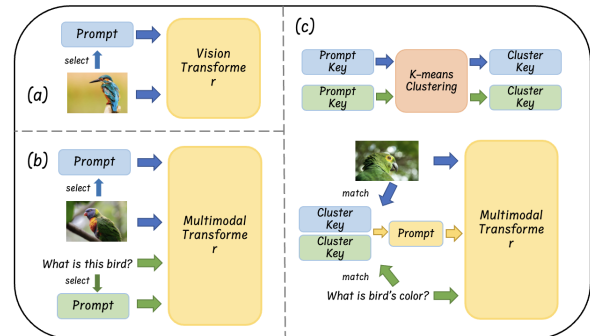 (a)
Prompt
select
Vision
Transforme
r
(b)
Prompt
select
What is this bird?
select
Prompt
Multimodal
Transforme
r
(c)
Prompt
Key
Prompt
Key
K-means
Clustering
Cluster
Key
Cluster
Key
match
Cluster
Key
Cluster
Key
Prompt
match
What is bird's color?
Multimodal
Transforme
r